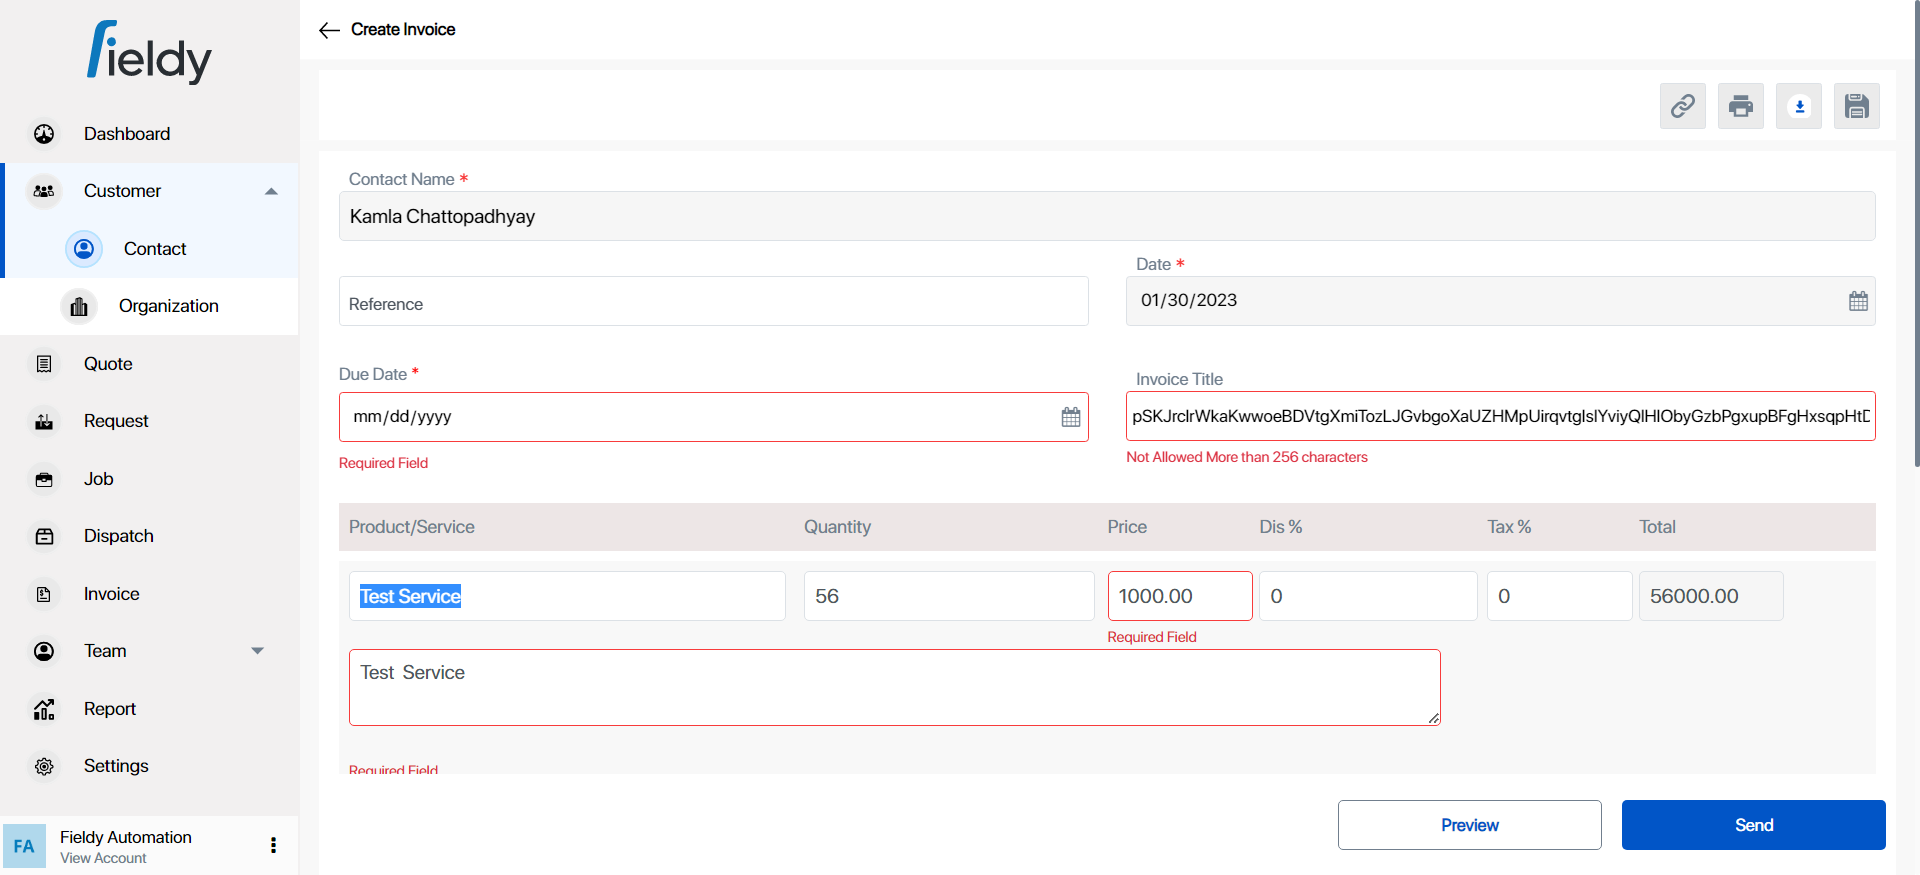 fieldy
Create Invoice
Dashboard
Customer
Contact
Organization
Quote
Request
Job
Dispatch
Invoice
Team
Report
Settings
FA
Fieldy Automation
View Account
Contact Name *
Kamla Chattopadhyay
Reference
Date *
01/30/2023
Due Date *
mm/dd/yyyy
Required Field
Invoice Title
pSKJrclrWkaKwwoeBDVtgXmiTozLJGvbgoXaUZHMpUirqvtglslYviyQlHlObyGzbPgxupBFgHxsqpHtD
Not Allowed More than 256 characters
Product/Service Quantity Price Dis % Tax % Total
Test Service 56 1000.00 0 0 56000.00
Required Field
Test  Service
Required Field
Preview Send